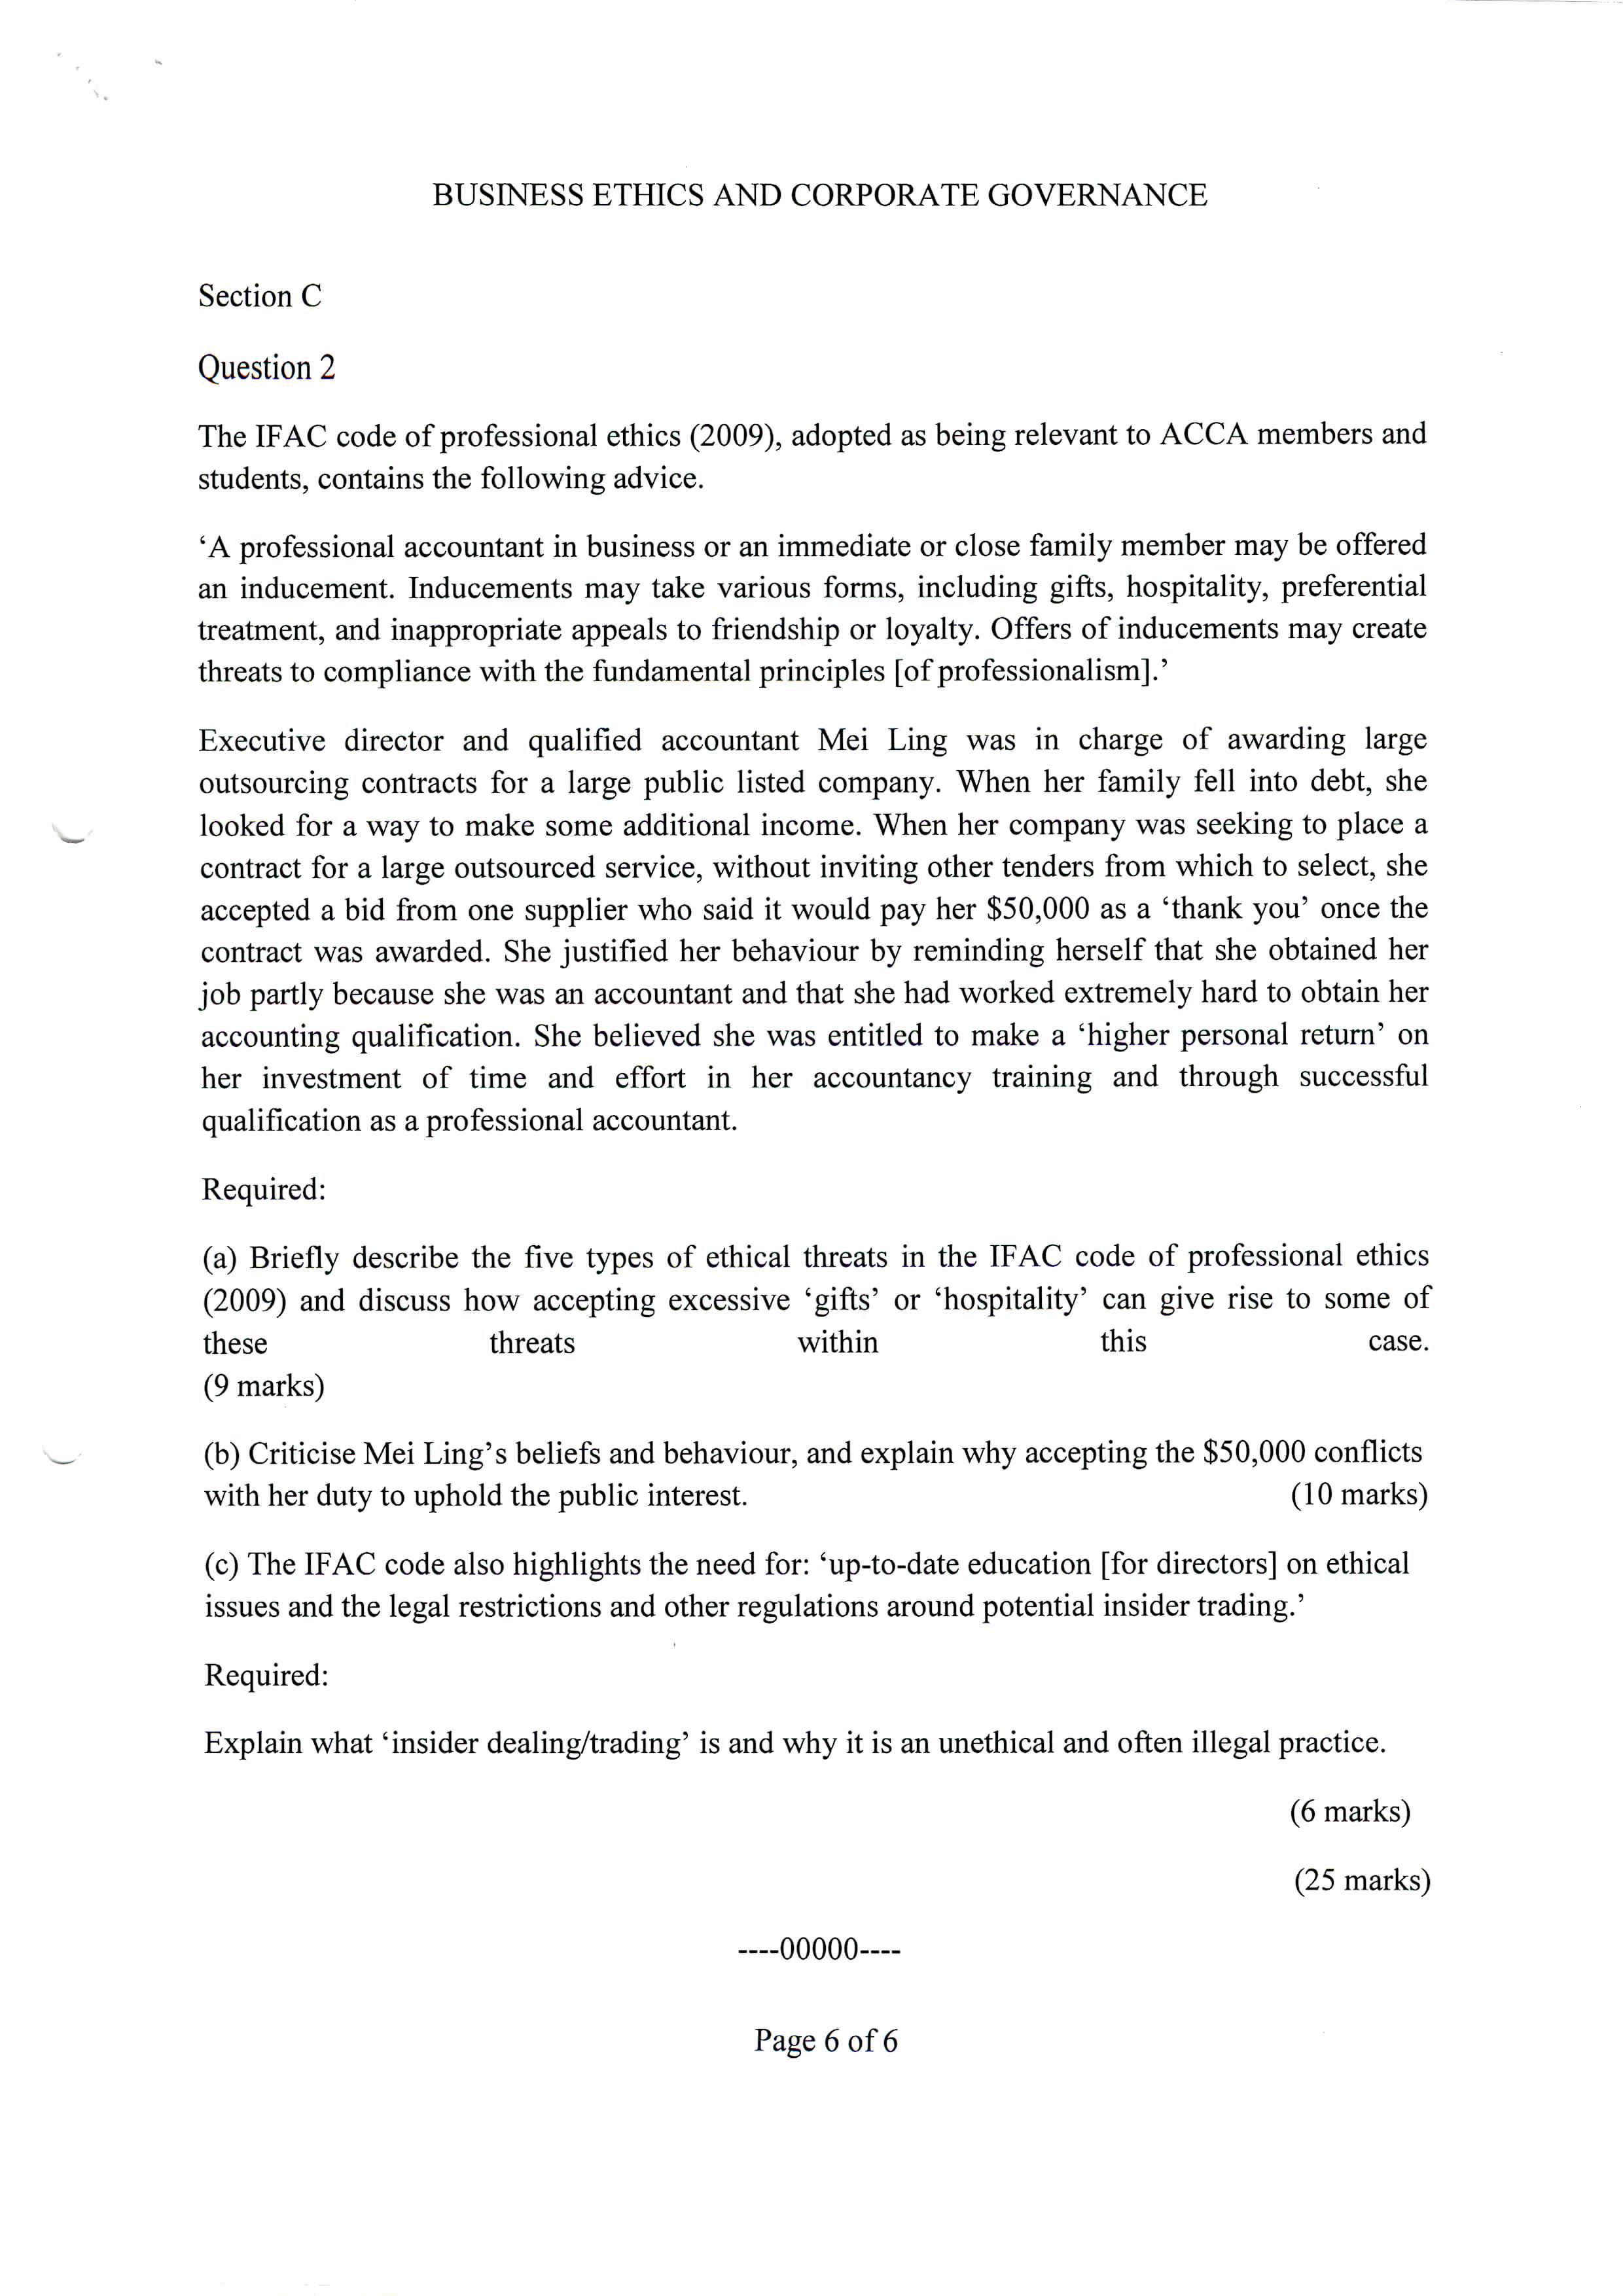 BUSINESS ETHICS AND CORPORATE GOVERNANCE
Section C
Question 2
The IFAC code of professional ethics (2009), adopted as being relevant to ACCA members and
students, contains the following advice.
‘A professional accountant in business or an immediate or close family member may be offered
an inducement. Inducements may take various forms, including gifts, hospitality, preferential
treatment, and inappropriate appeals to friendship or loyalty. Offers of inducements may create
threats to compliance with the fundamental principles [of professionalism].’
Executive director and qualified accountant Mei Ling was in charge of awarding large
outsourcing contracts for a large public listed company. When her family fell into debt, she
looked for a way to make some additional income. When her company was seeking to place a
contract for a large outsourced service, without inviting other tenders from which to select, she
accepted a bid from one supplier who said it would pay her $50,000 as a ‘thank you’ once the
contract was awarded. She justified her behaviour by reminding herself that she obtained her
job partly because she was an accountant and that she had worked extremely hard to obtain her
accounting qualification. She believed she was entitled to make a ‘higher personal return’ on
her investment of time and effort in her accountancy training and through successful
qualification as a professional accountant.
Required:
(a) Briefly describe the five types of ethical threats in the IFAC code of professional ethics
(2009) and discuss how accepting excessive ‘gifts’ or ‘hospitality’ can give rise to some of
these threats within this case.
(9 marks)
(b) Criticise Mei Ling’s beliefs and behaviour, and explain why accepting the $50,000 conflicts
with her duty to uphold the public interest. (10 marks)
(c) The IFAC code also highlights the need for: ‘up-to-date education [for directors] on ethical
issues and the legal restrictions and other regulations around potential insider trading.’
Required:
Explain what ‘insider dealing/trading’ is and why it is an unethical and often illegal practice.
(6 marks)
(25 marks)
----00000----
Page 6 of 6